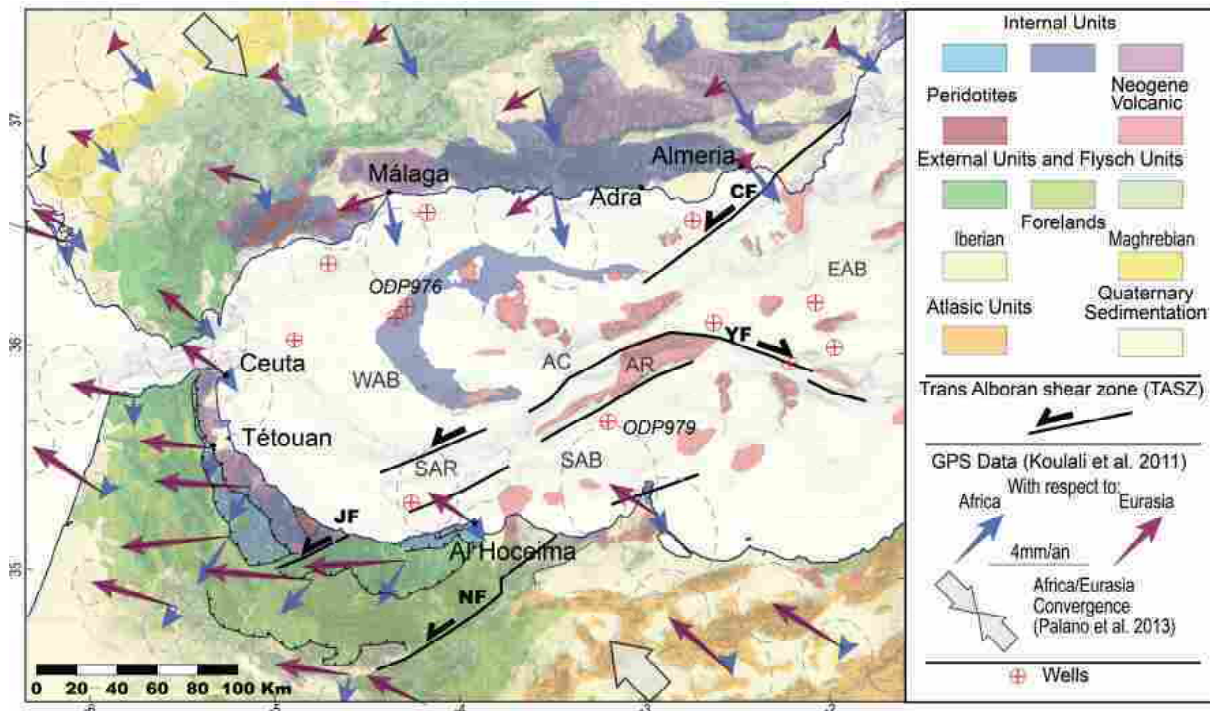 37
36
35
-6
-5
-4
-3
-2
Málaga
Adra
Almeria
CF
EAB
ODP976
YF
AC
AR
WAB
Ceuta
Tétouan
ODP979
SAR
SAB
JF
Al Hoceima
NF
0 20 40 60 80 100 Km
Internal Units
Peridotites
Neogene
Volcanic
External Units and Flysch Units
Forelands
Iberian
Maghrebian
Atlasic Units
Quaternary
Sedimentation
Trans Alboran shear zone (TASZ)
GPS Data (Koulali et al. 2011)
With respect to:
Africa
Eurasia
4mm/an
Africa/Eurasia
Convergence
(Palano et al. 2013)
Wells